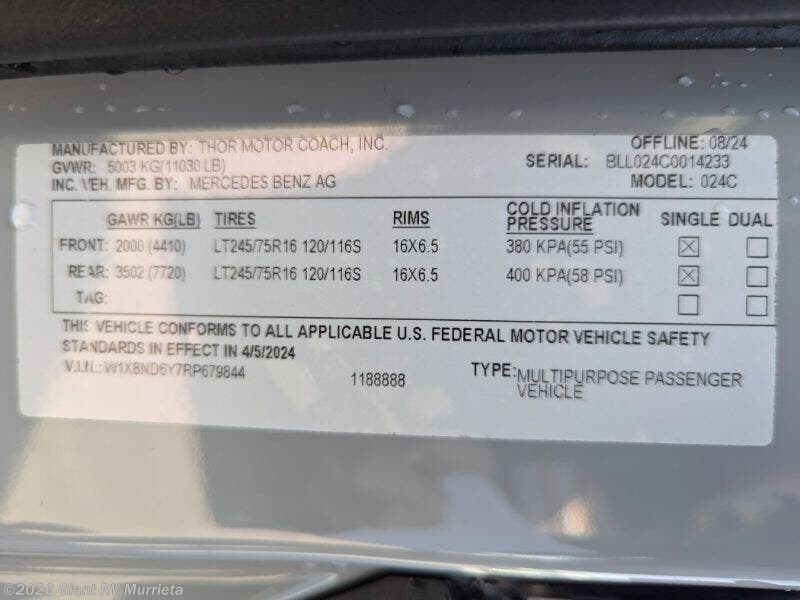 MANUFACTURED BY: THOR MOTOR COACH, INC. OFFLINE: 08/24
GVWR: 5003 KG(11030 LB) SERIAL: BLL024C0014233
INC. VEH. MFG. BY: MERCEDES BENZ AG MODEL: 024C
GAWR KG(LB) TIRES RIMS COLD INFLATION PRESSURE SINGLE DUAL
FRONT: 2000 (4410) LT245/75R16 120/116S 16X6.5 380 KPA(55 PSI) ☒ ☐
REAR: 3502 (7720) LT245/75R16 120/116S 16X6.5 400 KPA(58 PSI) ☒ ☐
TAG: ☐ ☐
THIS VEHICLE CONFORMS TO ALL APPLICABLE U.S. FEDERAL MOTOR VEHICLE SAFETY
STANDARDS IN EFFECT IN 4/5/2024
V.I.N.: W1X8ND6Y7RP679844 1188888 TYPE: MULTIPURPOSE PASSENGER
VEHICLE
©2026 Giant RV Murrieta